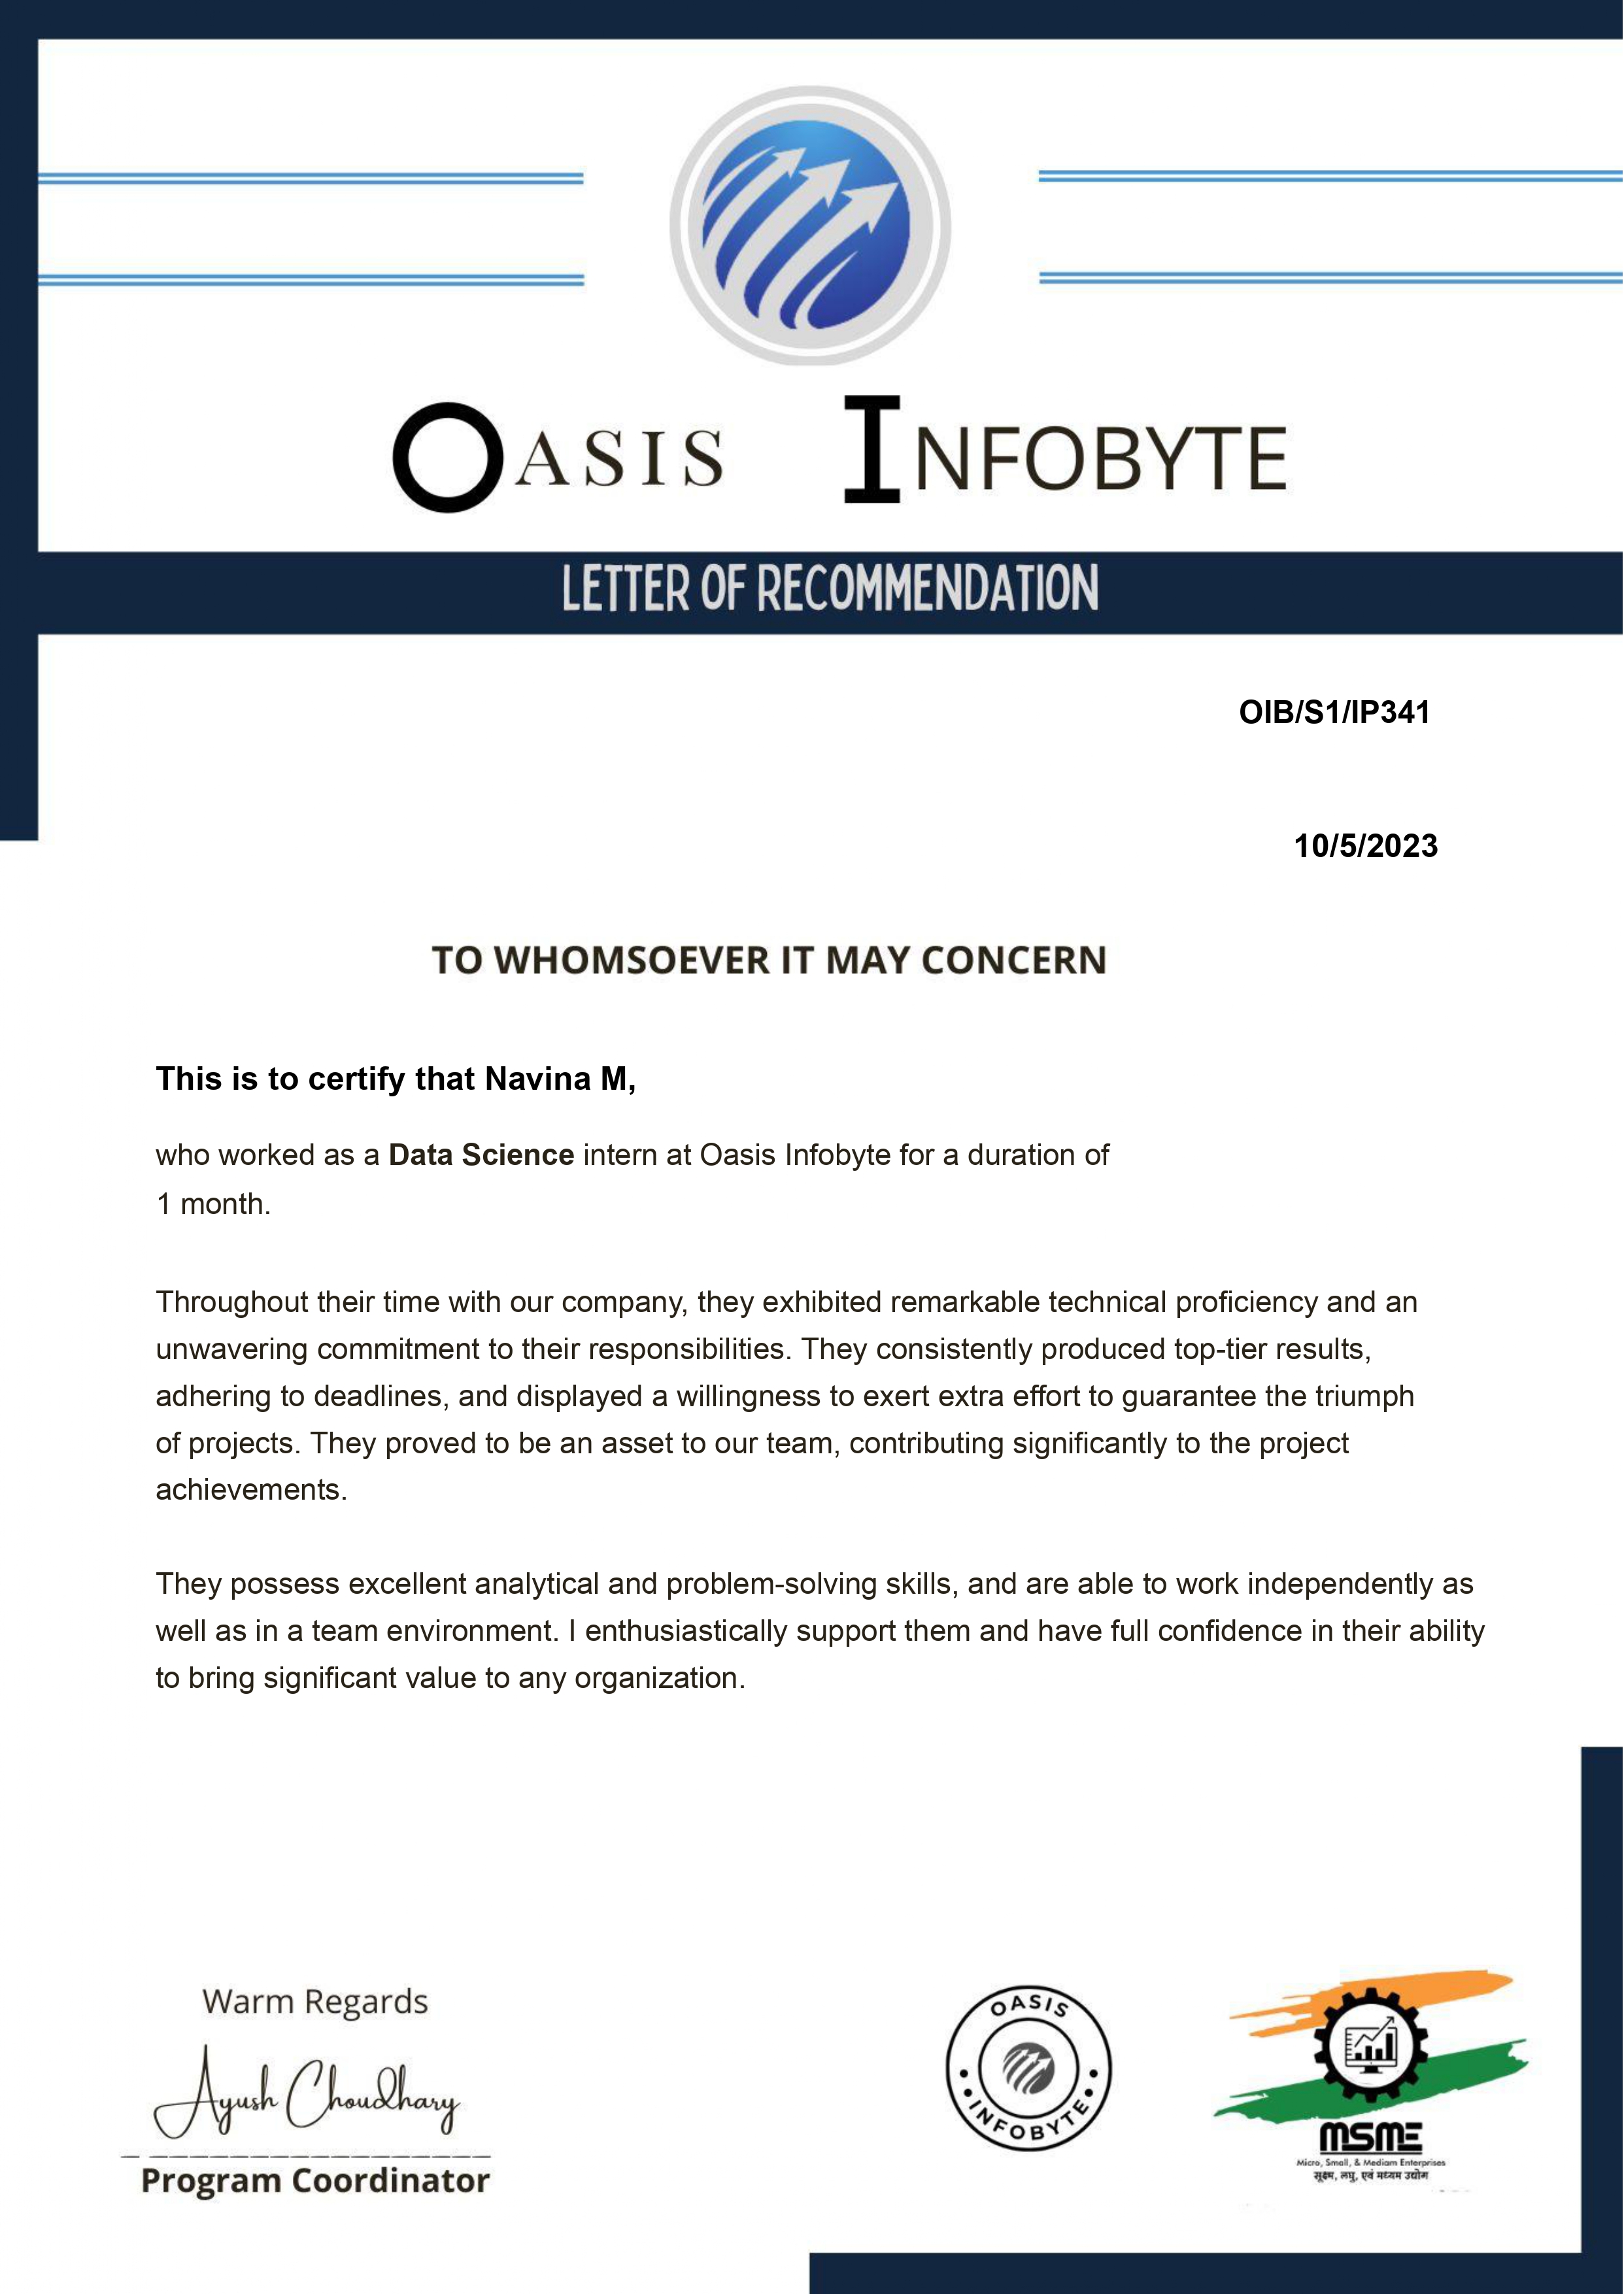 OASIS INFOBYTE
LETTER OF RECOMMENDATION
OIB/S1/IP341
10/5/2023
TO WHOMSOEVER IT MAY CONCERN
This is to certify that Navina M,
who worked as a Data Science intern at Oasis Infobyte for a duration of
1 month.
Throughout their time with our company, they exhibited remarkable technical proficiency and an
unwavering commitment to their responsibilities. They consistently produced top-tier results,
adhering to deadlines, and displayed a willingness to exert extra effort to guarantee the triumph
of projects. They proved to be an asset to our team, contributing significantly to the project
achievements.
They possess excellent analytical and problem-solving skills, and are able to work independently as
well as in a team environment. I enthusiastically support them and have full confidence in their ability
to bring significant value to any organization.
Warm Regards
Ayush Choudhary
Program Coordinator
OASIS
INFOBYTE
MSME
Micro, Small, & Mediam Enterprises
सूक्ष्म, लघु, एवं मध्यम उद्योग